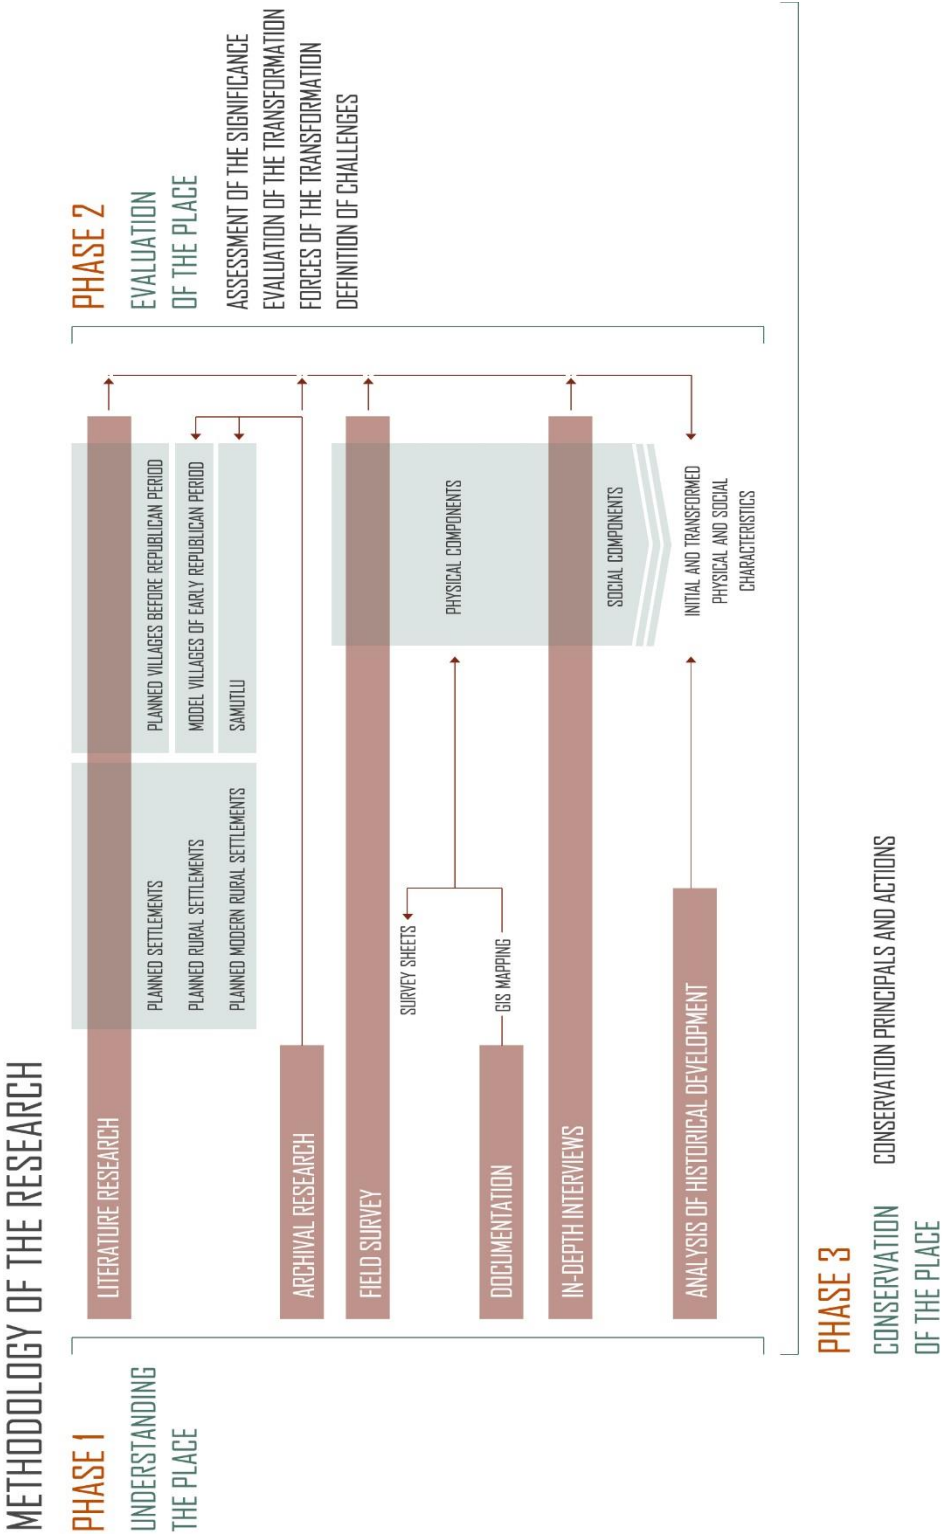 METHODOLOGY OF THE RESEARCH
PHASE 1
UNDERSTANDING
THE PLACE
LITERATURE RESEARCH
PLANNED SETTLEMENTS
PLANNED RURAL SETTLEMENTS
PLANNED MODERN RURAL SETTLEMENTS
PLANNED VILLAGES BEFORE REPUBLICAN PERIOD
MODEL VILLAGES OF EARLY REPUBLICAN PERIOD
SAMUTLU
ARCHIVAL RESEARCH
FIELD SURVEY
SURVEY SHEETS
PHYSICAL COMPONENTS
DOCUMENTATION
GIS MAPPING
IN-DEPTH INTERVIEWS
SOCIAL COMPONENTS
ANALYSIS OF HISTORICAL DEVELOPMENT
INITIAL AND TRANSFORMED
PHYSICAL AND SOCIAL
CHARACTERISTICS
PHASE 2
EVALUATION
OF THE PLACE
ASSESSMENT OF THE SIGNIFICANCE
EVALUATION OF THE TRANSFORMATION
FORCES OF THE TRANSFORMATION
DEFINITION OF CHALLENGES
PHASE 3
CONSERVATION
OF THE PLACE
CONSERVATION PRINCIPALS AND ACTIONS